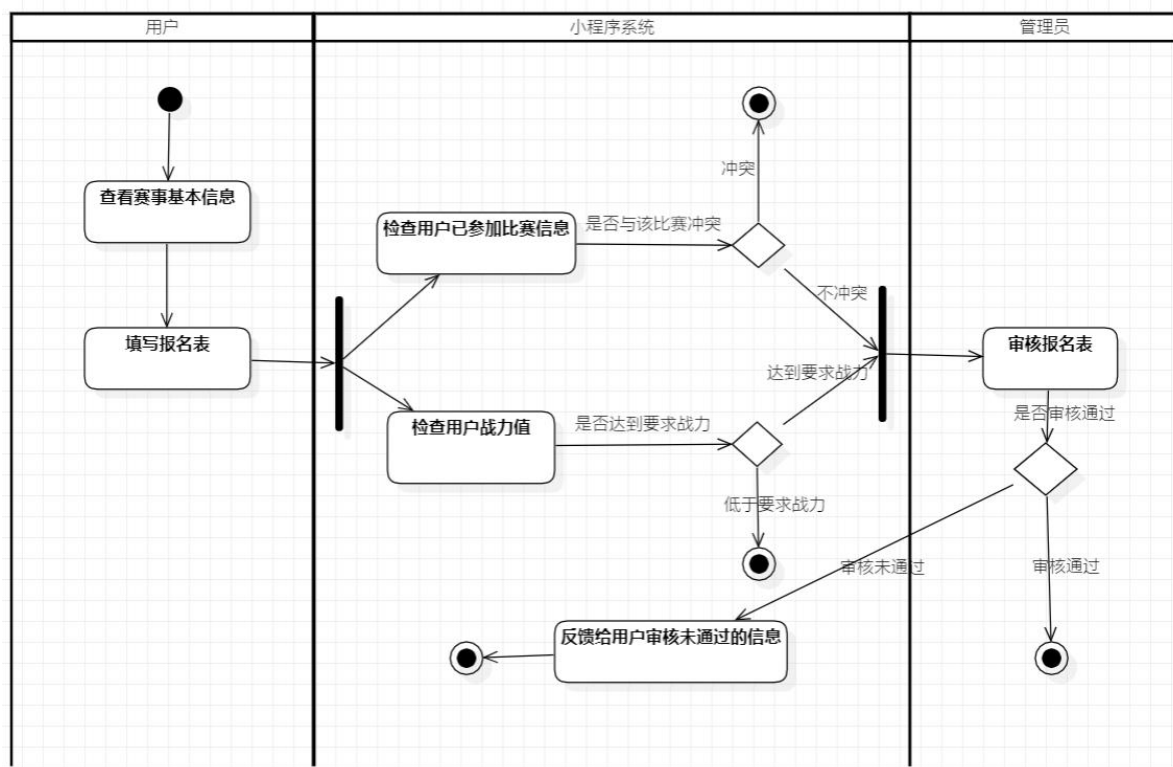 用户
小程序系统
管理员
查看赛事基本信息
填写报名表
检查用户已参加比赛信息
是否与该比赛冲突
冲突
不冲突
检查用户战力值
是否达到要求战力
达到要求战力
低于要求战力
审核报名表
是否审核通过
审核未通过
审核通过
反馈给用户审核未通过的信息